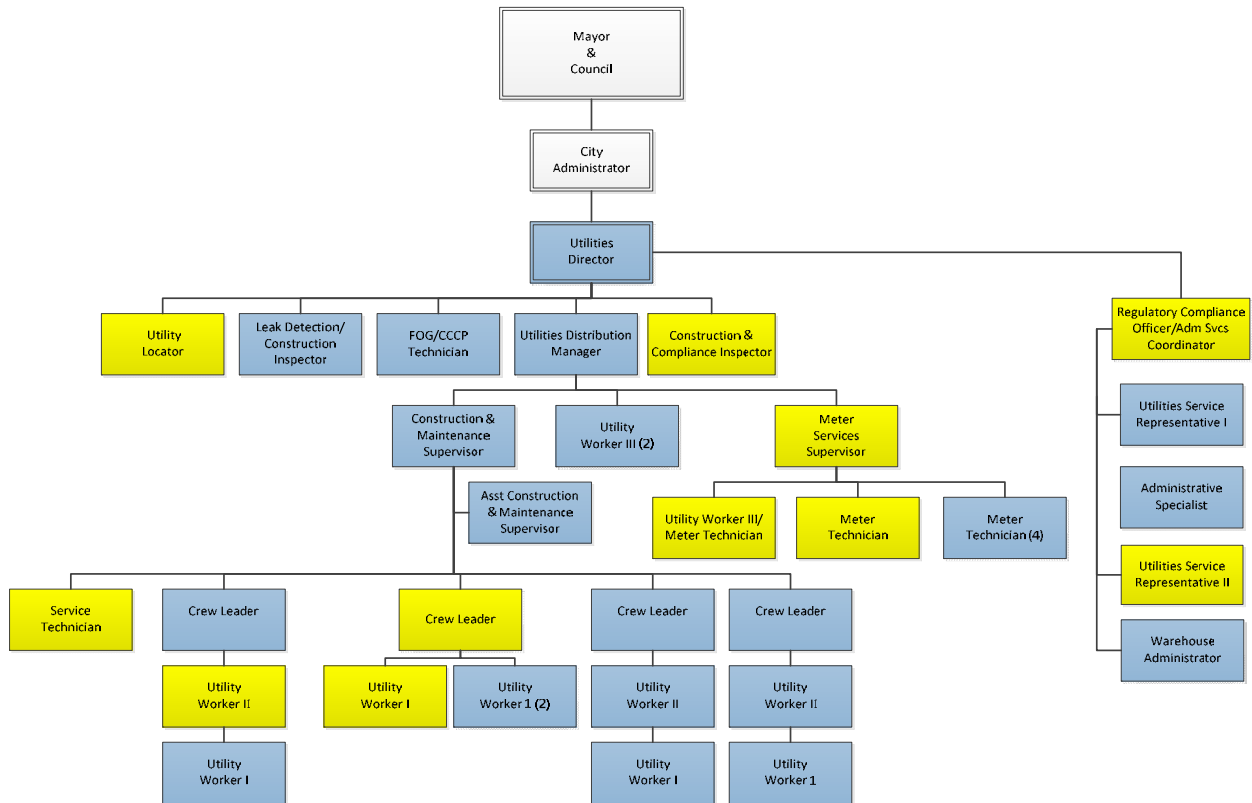 Mayor
&
Council
City
Administrator
Utilities
Director
Utility
Locator
Leak Detection/
Construction
Inspector
FOG/CCCP
Technician
Utilities Distribution
Manager
Construction &
Compliance Inspector
Regulatory Compliance
Officer/Adm Svcs
Coordinator
Construction &
Maintenance
Supervisor
Utility
Worker III (2)
Meter
Services
Supervisor
Utilities Service
Representative I
Asst Construction
& Maintenance
Supervisor
Utility Worker III/
Meter Technician
Meter
Technician
Meter
Technician (4)
Administrative
Specialist
Utilities Service
Representative II
Warehouse
Administrator
Service
Technician
Crew Leader
Crew Leader
Crew Leader
Crew Leader
Utility
Worker II
Utility
Worker I
Utility
Worker 1 (2)
Utility
Worker II
Utility
Worker II
Utility
Worker I
Utility
Worker I
Utility
Worker 1